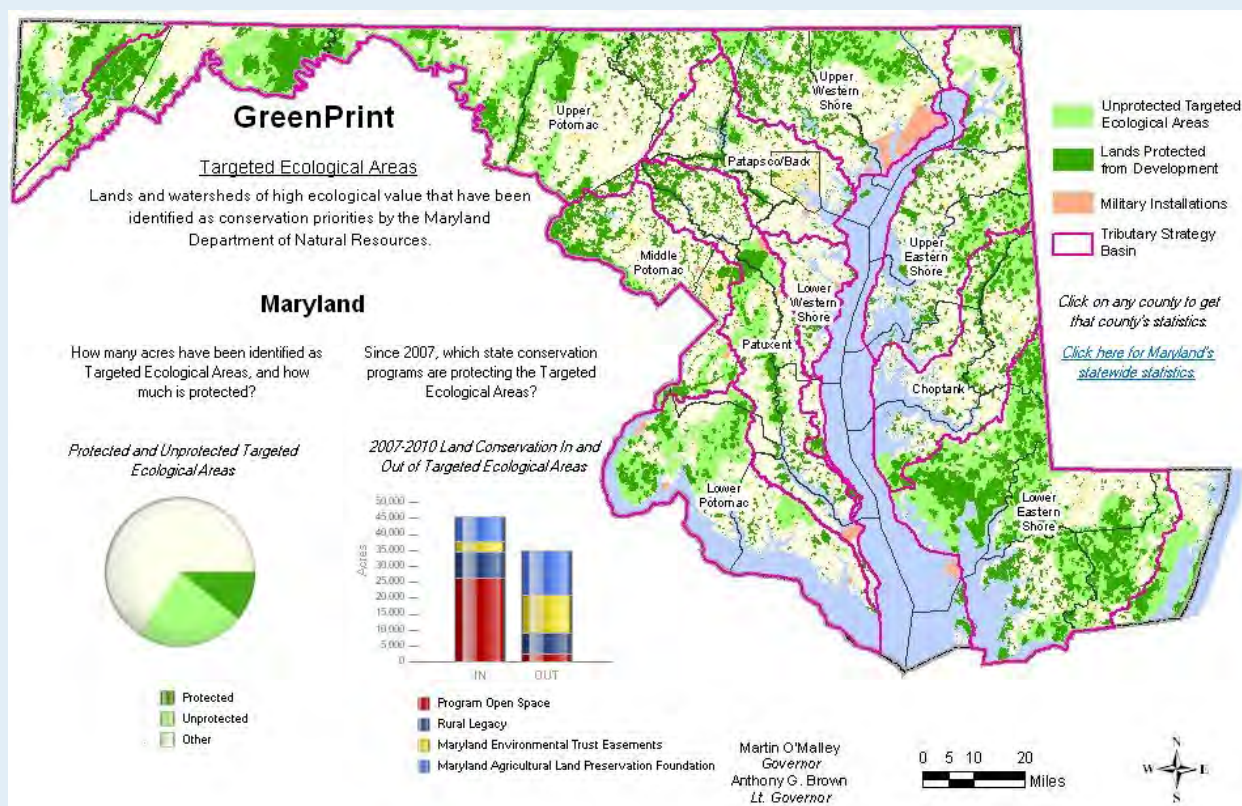 GreenPrint
Targeted Ecological Areas
Lands and watersheds of high ecological value that have been
identified as conservation priorities by the Maryland
Department of Natural Resources.
Maryland
How many acres have been identified as
Targeted Ecological Areas, and how
much is protected?
Since 2007, which state conservation
programs are protecting the Targeted
Ecological Areas?
Protected and Unprotected Targeted
Ecological Areas
Protected
Unprotected
Other
2007-2010 Land Conservation In and
Out of Targeted Ecological Areas
Acres
50,000
45,000
40,000
35,000
30,000
25,000
20,000
15,000
10,000
5,000
0
IN
OUT
Program Open Space
Rural Legacy
Maryland Environmental Trust Easements
Maryland Agricultural Land Preservation Foundation
Upper
Potomac
Upper
Western
Shore
Patapsco/Back
Middle
Potomac
Lower
Western
Shore
Upper
Eastern
Shore
Patuxent
Choptank
Lower
Potomac
Lower
Eastern
Shore
Unprotected Targeted
Ecological Areas
Lands Protected
from Development
Military Installations
Tributary Strategy
Basin
Click on any county to get
that county's statistics.
Click here for Maryland's
statewide statistics.
Martin O'Malley
Governor
Anthony G. Brown
Lt. Governor
0 5 10 20
Miles
N
W E
S